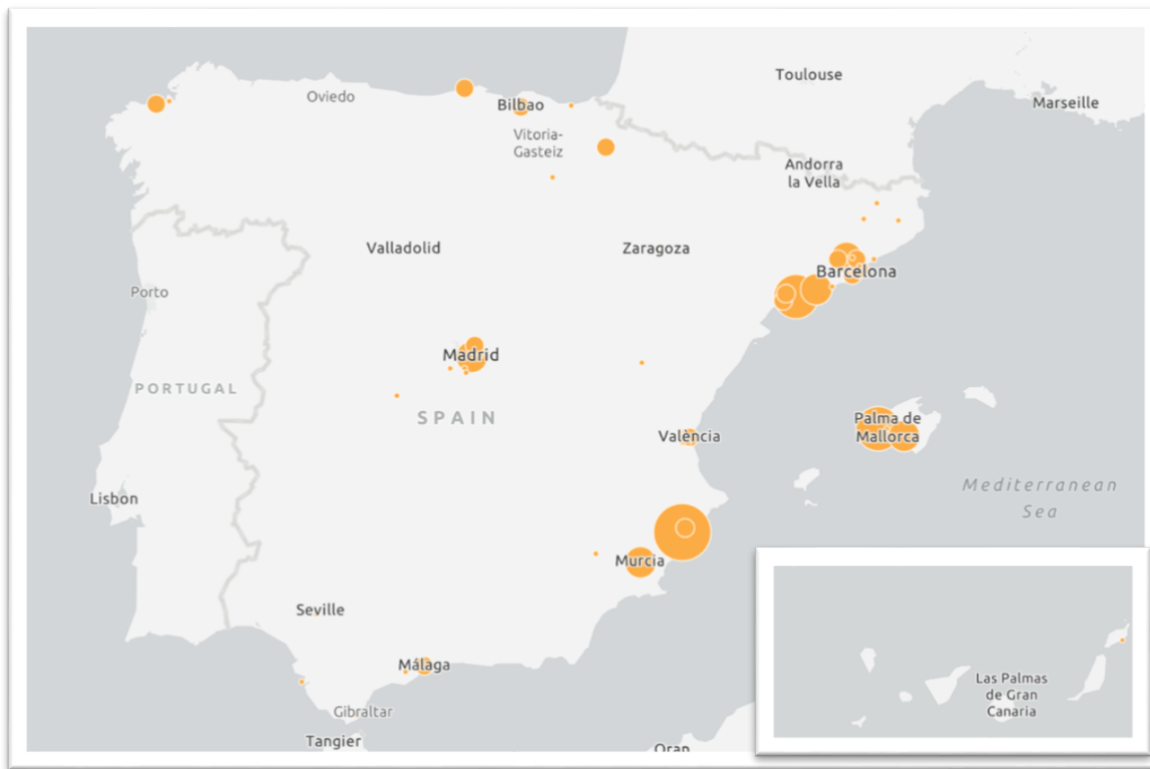 Toulouse
Marseille
Oviedo
Bilbao
Vitoria-
Gasteiz
Andorra
la Vella
Valladolid
Zaragoza
Barcelona
Porto
Madrid
PORTUGAL
SPAIN
Palma de
Mallorca
València
Mediterranean
Sea
Lisbon
Murcia
Seville
Málaga
Gibraltar
Tangier
Oran
Las Palmas
de Gran
Canaria